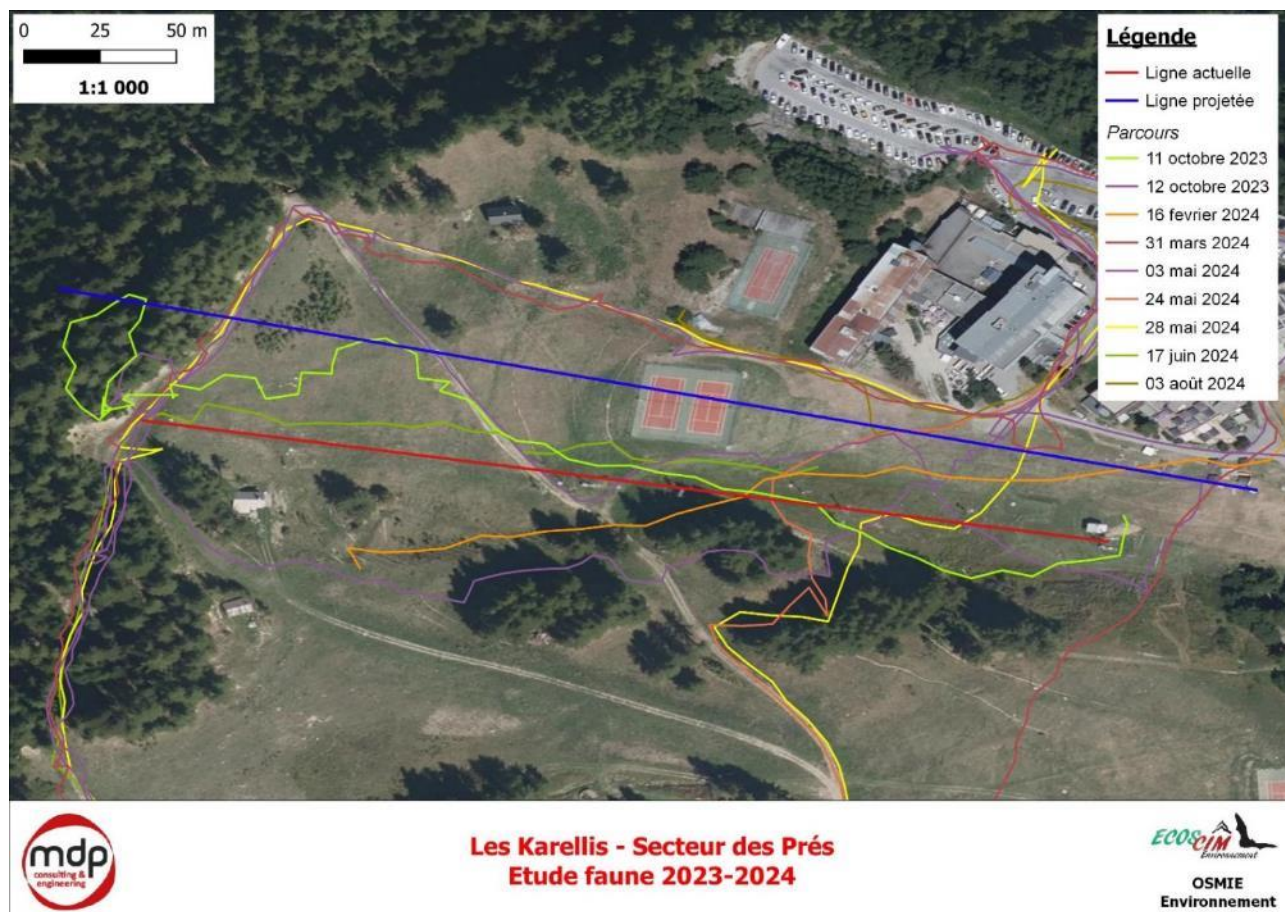 0 25 50 m
1:1 000
Légende
Ligne actuelle
Ligne projetée
Parcours
11 octobre 2023
12 octobre 2023
16 fevrier 2024
31 mars 2024
03 mai 2024
24 mai 2024
28 mai 2024
17 juin 2024
03 août 2024
mdp
consulting &
engineering
Les Karellis - Secteur des Prés
Etude faune 2023-2024
ECOSCIM
Environnement
OSMIE
Environnement